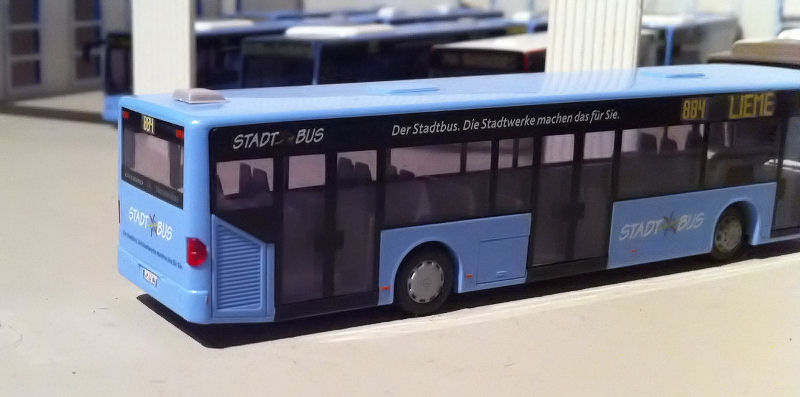 884
STADT BUS
Der Stadtbus. Die Stadtwerke machen das für Sie.
884 LIEME
STADT BUS
STADT BUS